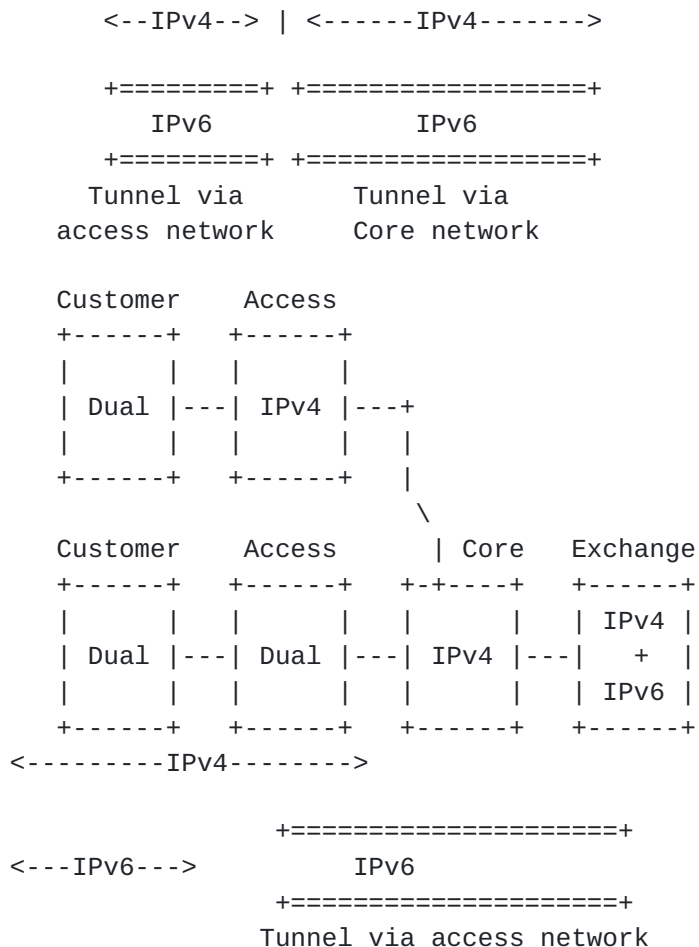 <--IPv4--> | <------IPv4------->
+=========+ +==================+
IPv6 IPv6
+=========+ +==================+
Tunnel via Tunnel via
access network Core network
Customer Access
+------+ +------+
| | | |
| Dual |---| IPv4 |---+
| | | | |
+------+ +------+ |
\
Customer Access | Core Exchange
+------+ +------+ +-+----+ +------+
| | | | | | | IPv4 |
| Dual |---| Dual |---| IPv4 |---| + |
| | | | | | | IPv6 |
+------+ +------+ +------+ +------+
<---------IPv4-------->
+=====================+
<---IPv6---> IPv6
+=====================+
Tunnel via access network